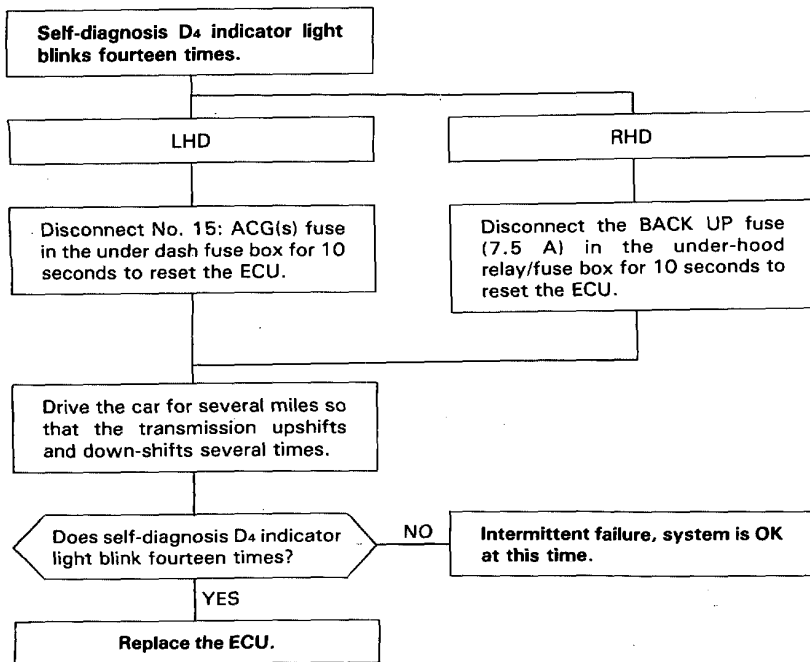 Self-diagnosis D4 indicator light
blinks fourteen times.
LHD
RHD
Disconnect No. 15: ACG(s) fuse
in the under dash fuse box for 10
seconds to reset the ECU.
Disconnect the BACK UP fuse
(7.5 A) in the under-hood
relay/fuse box for 10 seconds to
reset the ECU.
Drive the car for several miles so
that the transmission upshifts
and down-shifts several times.
Does self-diagnosis D4 indicator
light blink fourteen times?
NO
Intermittent failure, system is OK
at this time.
YES
Replace the ECU.